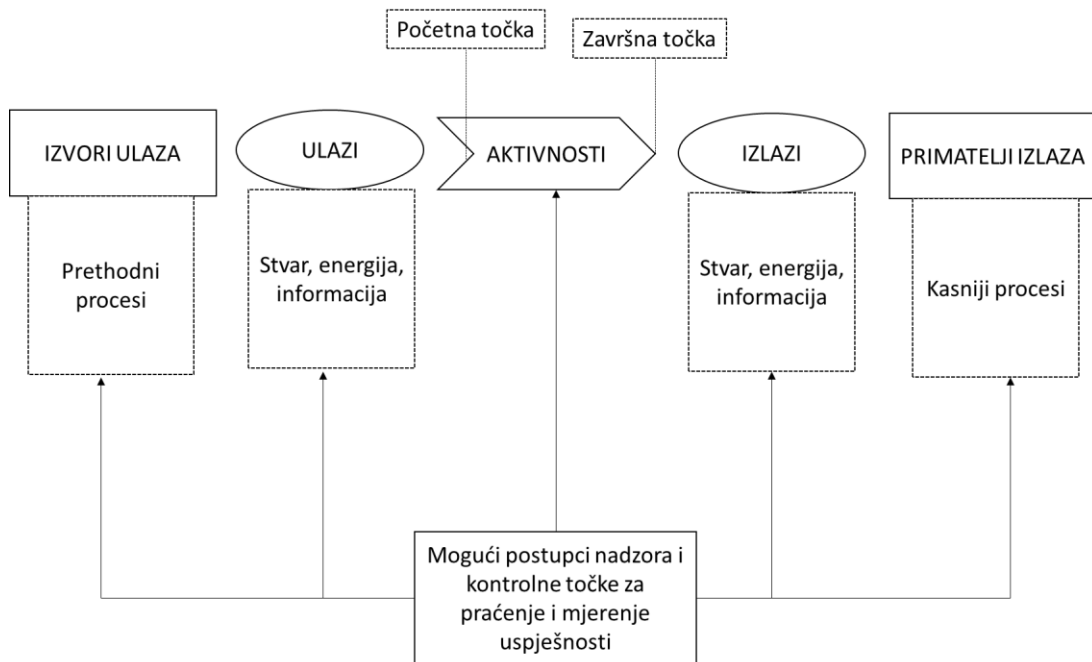 Početna točka
Završna točka
IZVORI ULAZA
ULAZI
AKTIVNOSTI
IZLAZI
PRIMATELJI IZLAZA
Prethodni
procesi
Stvar, energija,
informacija
Stvar, energija,
informacija
Kasniji procesi
Mogući postupci nadzora i
kontrolne točke za
praćenje i mjerenje
uspješnosti